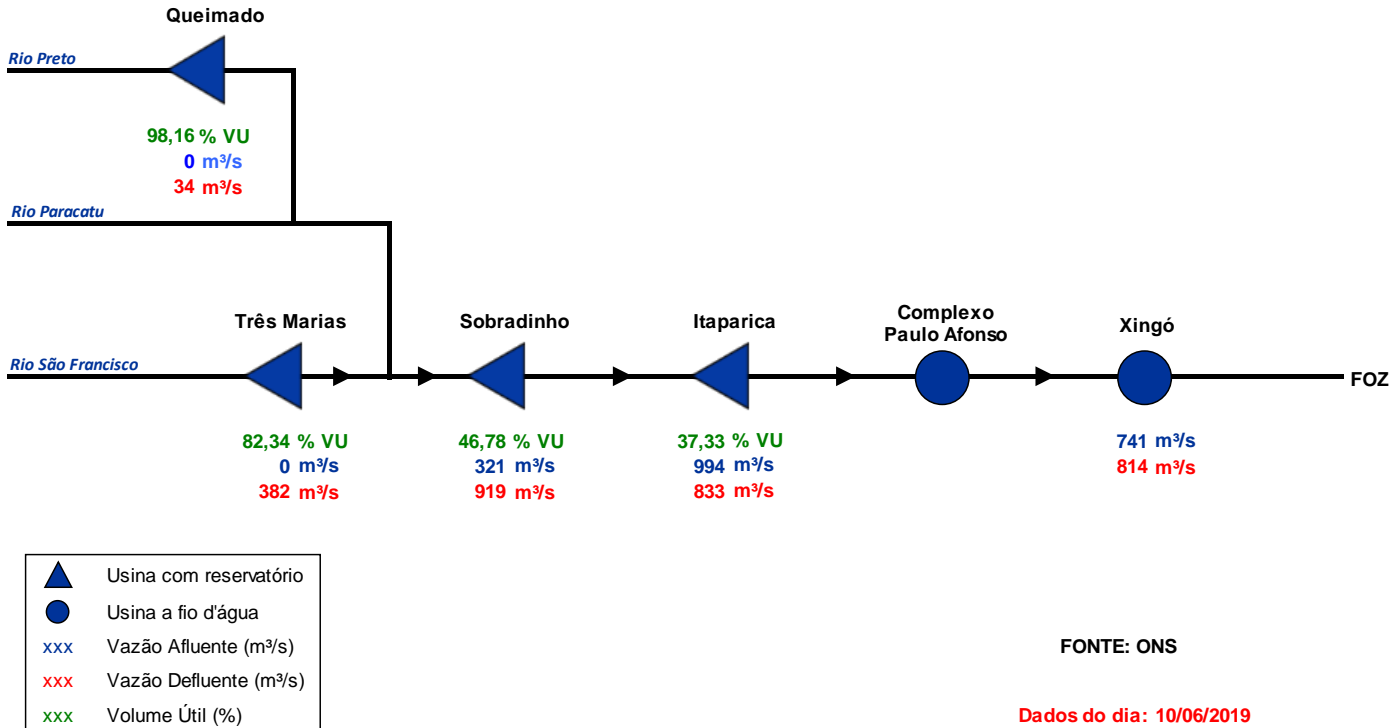 Queimado
Rio Preto
98,16 % VU
0 m³/s
34 m³/s
Rio Paracatu
Três Marias
Sobradinho
Itaparica
Complexo
Paulo Afonso
Xingó
Rio São Francisco
FOZ
82,34 % VU
0 m³/s
382 m³/s
46,78 % VU
321 m³/s
919 m³/s
37,33 % VU
994 m³/s
833 m³/s
741 m³/s
814 m³/s
Usina com reservatório
Usina a fio d'água
xxx Vazão Afluente (m³/s)
xxx Vazão Defluente (m³/s)
xxx Volume Útil (%)
FONTE: ONS
Dados do dia: 10/06/2019